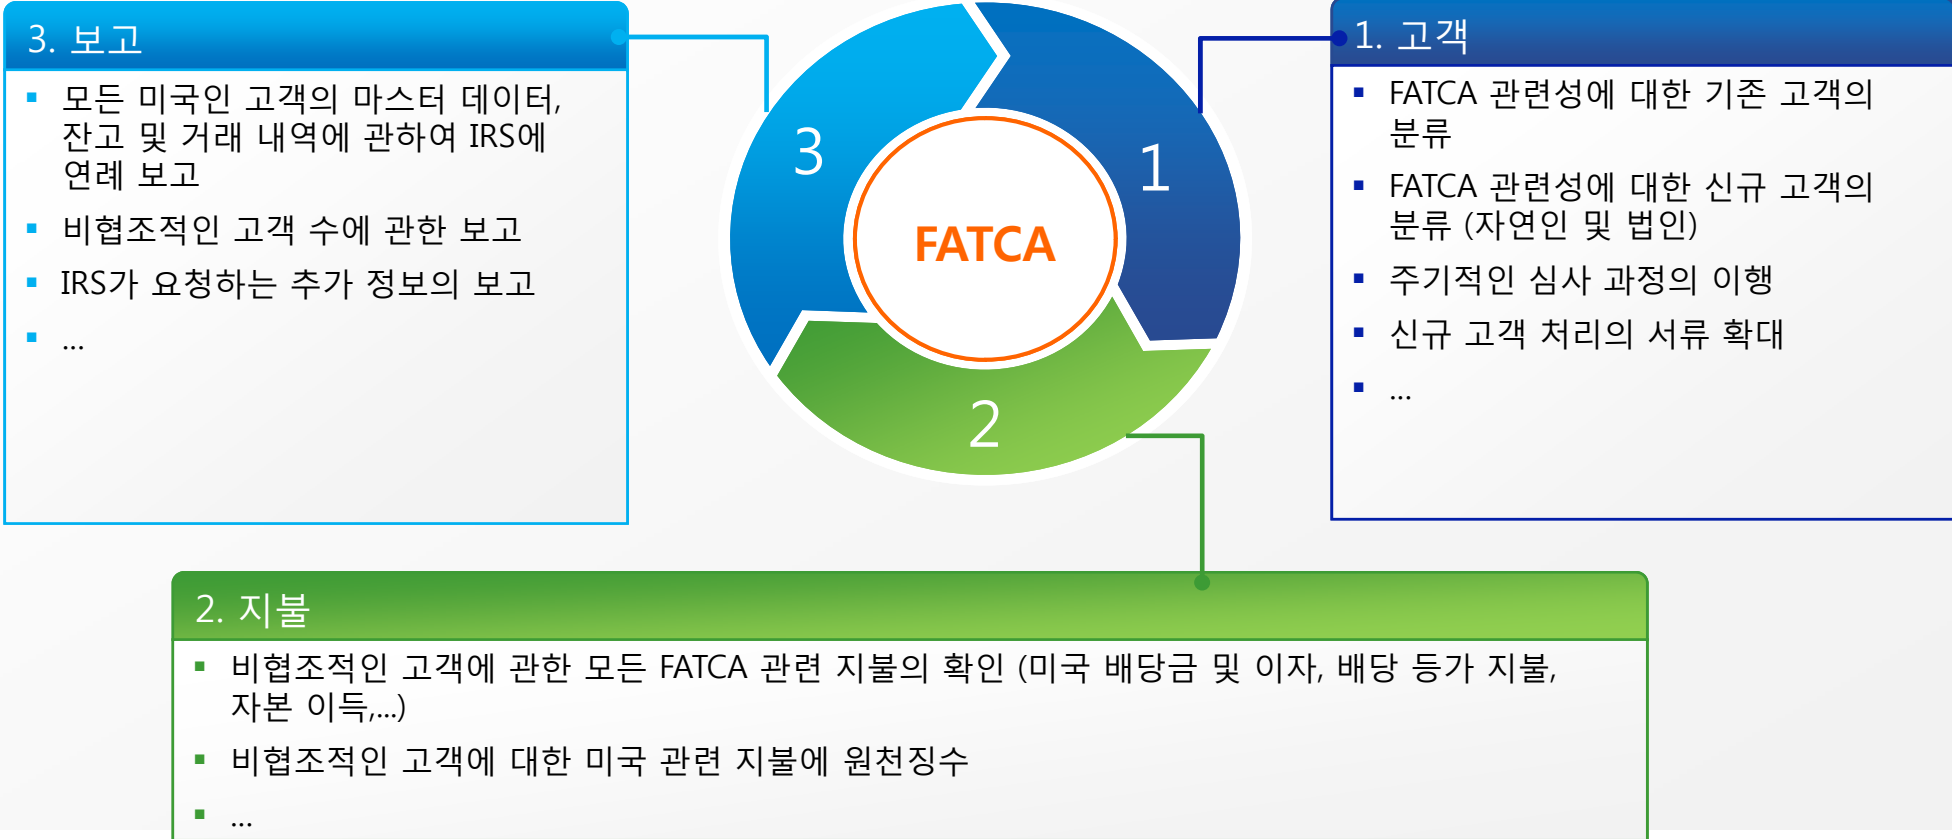 3. 보고
모든 미국인 고객의 마스터 데이터,
잔고 및 거래 내역에 관하여 IRS에
연례 보고
비협조적인 고객 수에 관한 보고
IRS가 요청하는 추가 정보의 보고
...
3
1
FATCA
2
1. 고객
FATCA 관련성에 대한 기존 고객의
분류
FATCA 관련성에 대한 신규 고객의
분류 (자연인 및 법인)
주기적인 심사 과정의 이행
신규 고객 처리의 서류 확대
...
2. 지불
비협조적인 고객에 관한 모든 FATCA 관련 지불의 확인 (미국 배당금 및 이자, 배당 등가 지불,
자본 이득,...)
비협조적인 고객에 대한 미국 관련 지불에 원천징수
...